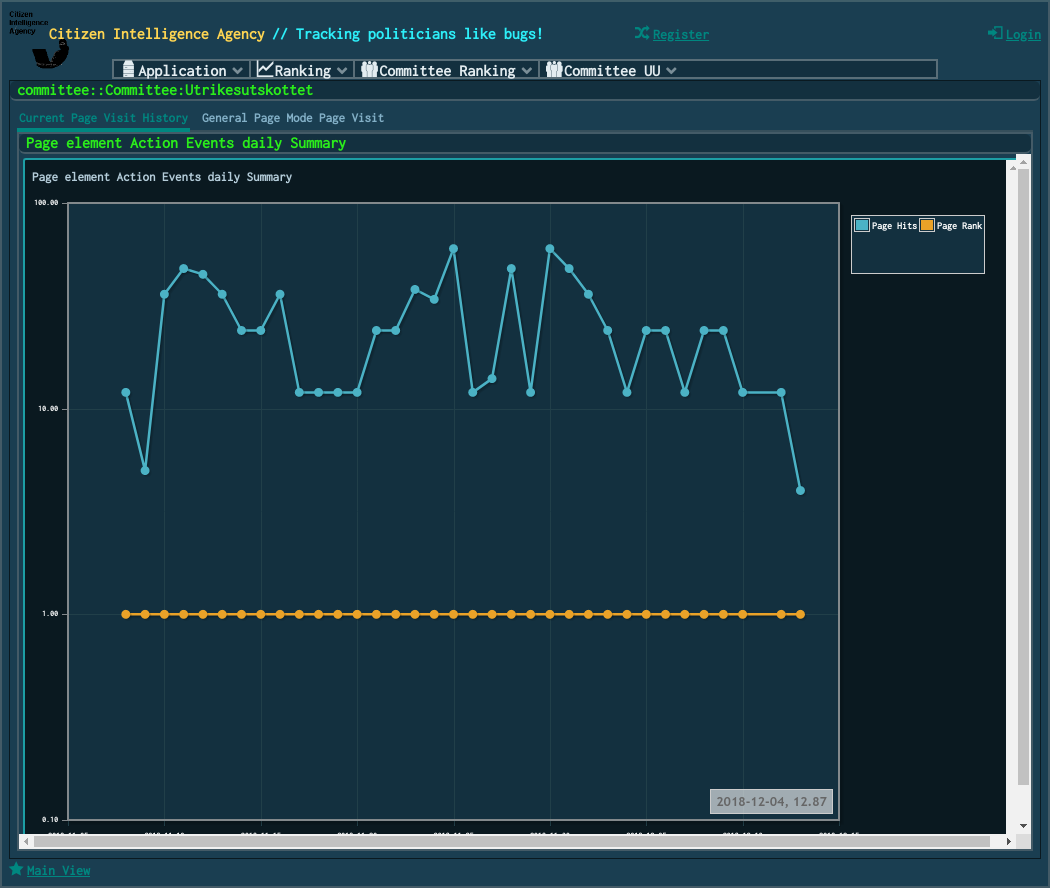 Citizen
Intelligence
Agency
Citizen Intelligence Agency // Tracking politicians like bugs!
Register
Login
Application
Ranking
Committee Ranking
Committee UU
committee::Committee:Utrikesutskottet
Current Page Visit History
General Page Mode Page Visit
Page element Action Events daily Summary
Page element Action Events daily Summary
100.00
Page Hits
Page Rank
10.00
1.00
2018-12-04, 12.87
0.10
Main View